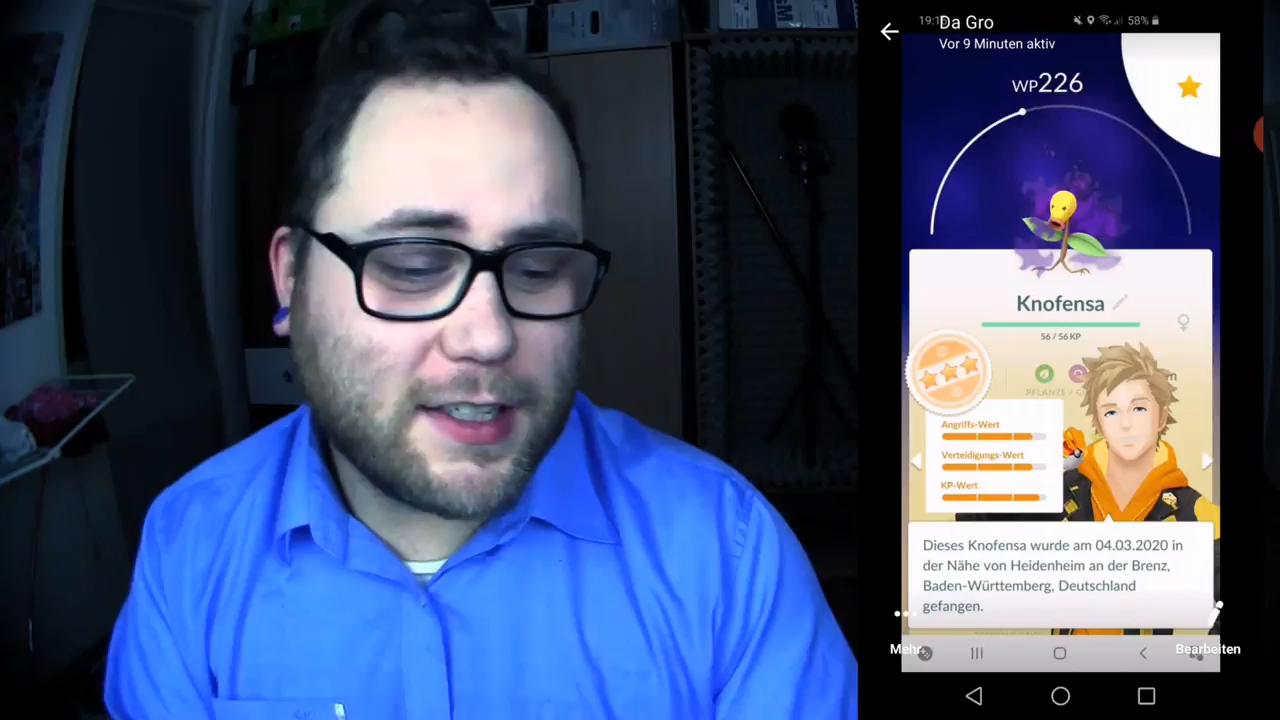 Da Gro
58%
Vor 9 Minuten aktiv
WP226
Knofensa
56 / 56 KP
PFLANZE /
Angriffs-Wert
Verteidigungs-Wert
KP-Wert
Dieses Knofensa wurde am 04.03.2020 in
der Nähe von Heidenheim an der Brenz,
Baden-Württemberg, Deutschland
gefangen.
Mehr
Bearbeiten